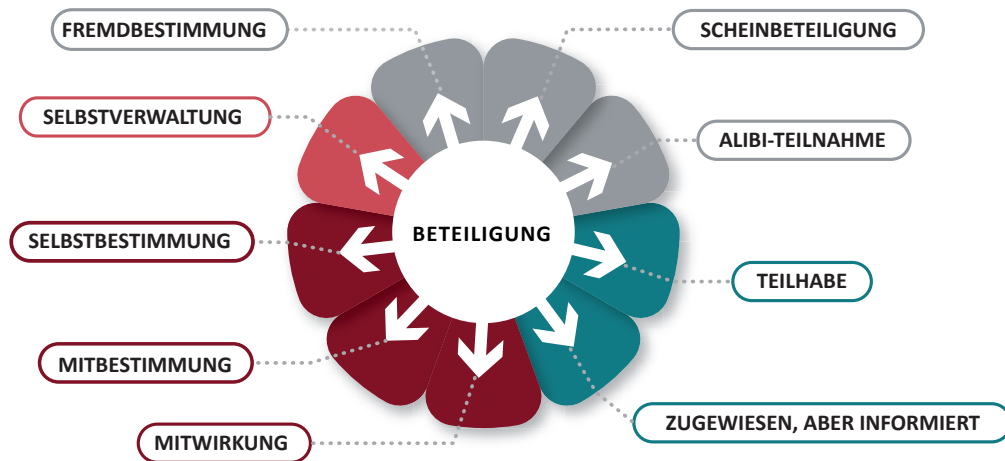 FREMDBESTIMMUNG
SCHEINBETEILIGUNG
SELBSTVERWALTUNG
ALIBI-TEILNAHME
BETEILIGUNG
SELBSTBESTIMMUNG
TEILHABE
MITBESTIMMUNG
ZUGEWIESEN, ABER INFORMIERT
MITWIRKUNG